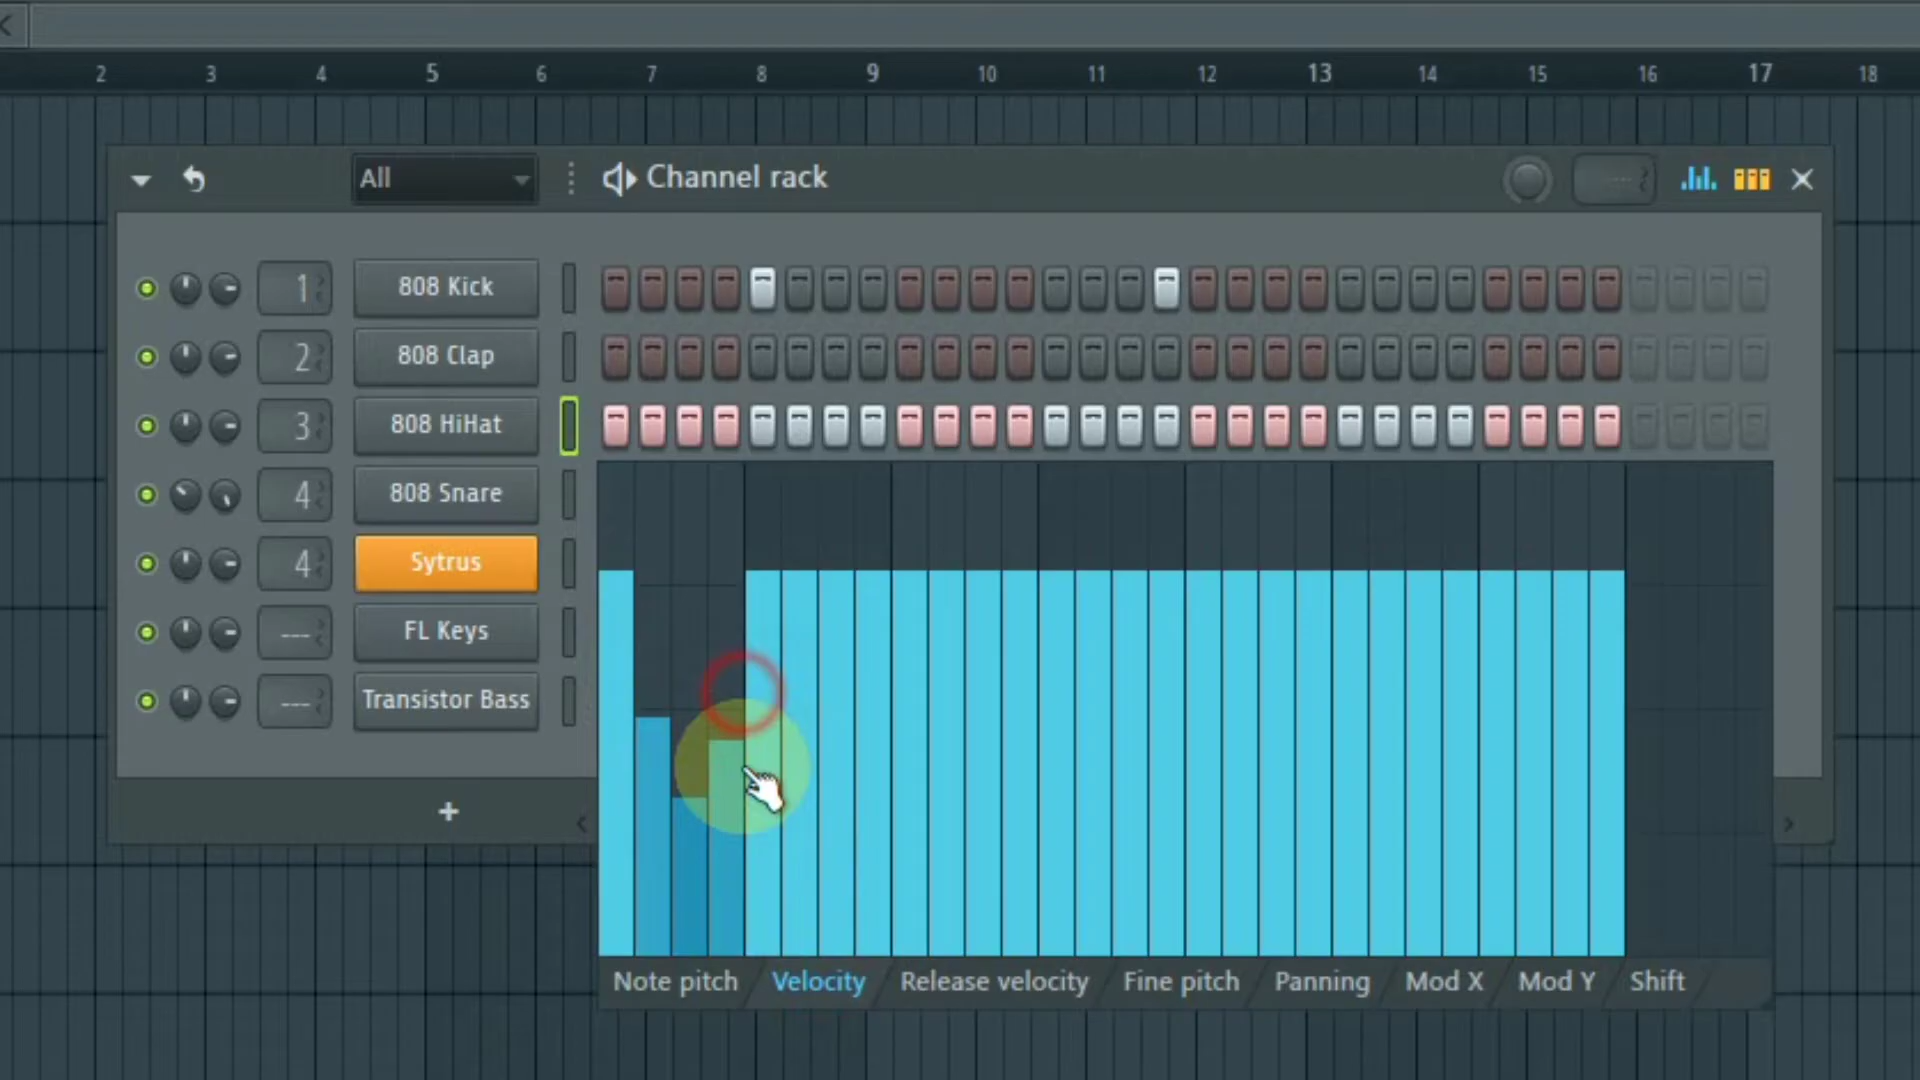 2 3 4 5 6 7 8 9 10 11 12 13 14 15 16 17 18
All Channel rack ---
1 808 Kick
2 808 Clap
3 808 HiHat
4 808 Snare
4 Sytrus
--- FL Keys
--- Transistor Bass
+
Note pitch Velocity Release velocity Fine pitch Panning Mod X Mod Y Shift